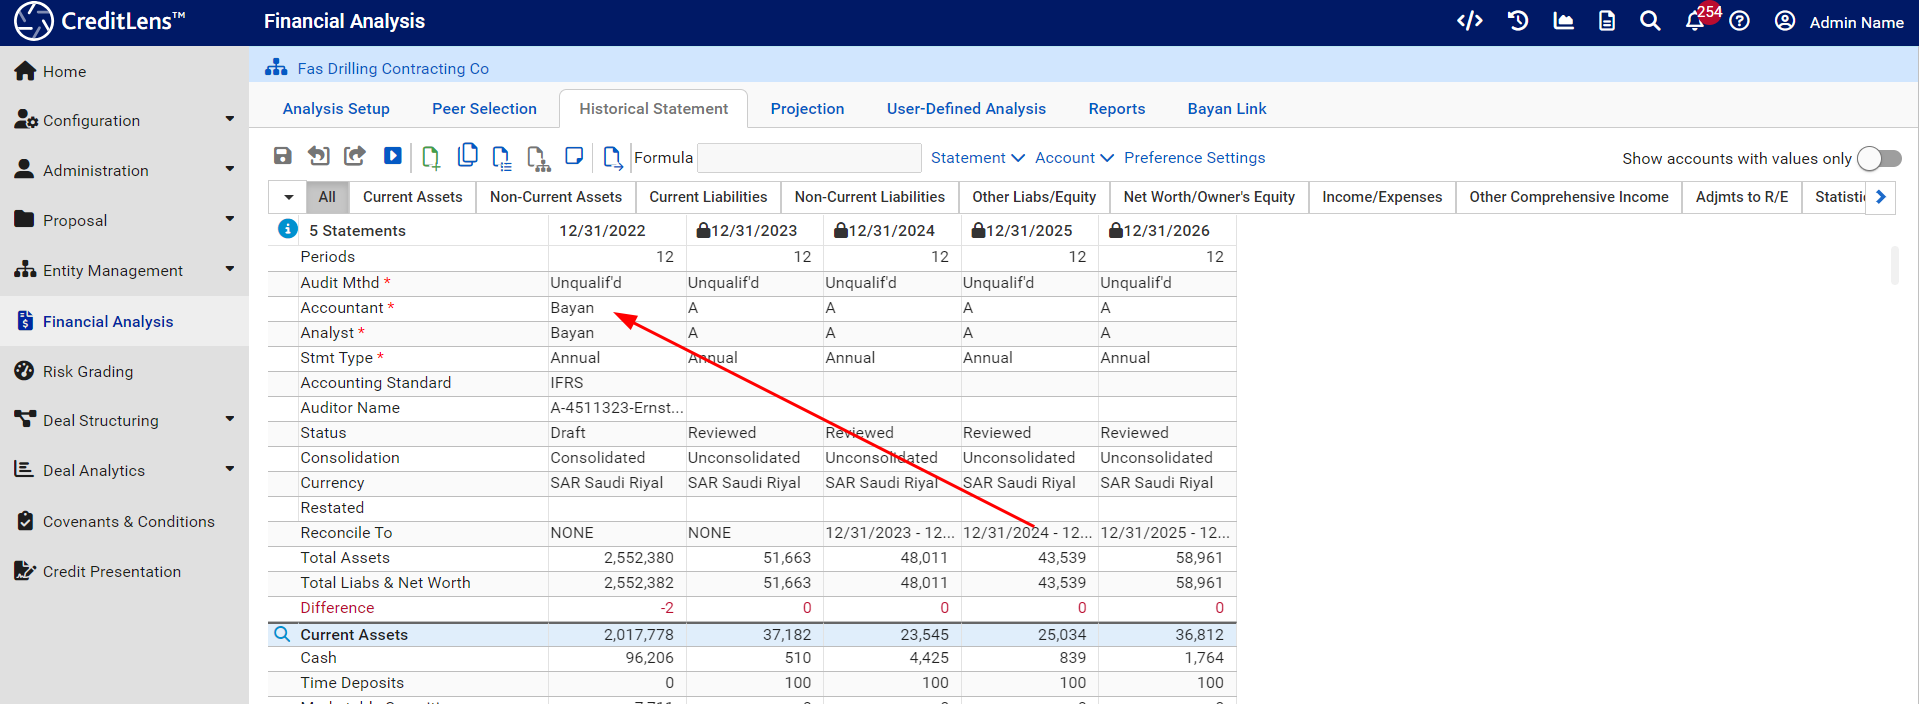 CreditLens™ Financial Analysis 254 Admin Name
Fas Drilling Contracting Co
Home
Configuration
Administration
Proposal
Entity Management
Financial Analysis
Risk Grading
Deal Structuring
Deal Analytics
Covenants & Conditions
Credit Presentation
Analysis Setup Peer Selection Historical Statement Projection User-Defined Analysis Reports Bayan Link
Formula Statement Account Preference Settings Show accounts with values only
All Current Assets Non-Current Assets Current Liabilities Non-Current Liabilities Other Liabs/Equity Net Worth/Owner's Equity Income/Expenses Other Comprehensive Income Adjmts to R/E Statisti
5 Statements 12/31/2022 12/31/2023 12/31/2024 12/31/2025 12/31/2026
Periods 12 12 12 12 12
Audit Mthd * Unqualif'd Unqualif'd Unqualif'd Unqualif'd Unqualif'd
Accountant * Bayan A A A A
Analyst * Bayan A A A A
Stmt Type * Annual Annual Annual Annual Annual
Accounting Standard IFRS
Auditor Name A-4511323-Ernst...
Status Draft Reviewed Reviewed Reviewed Reviewed
Consolidation Consolidated Unconsolidated Unconsolidated Unconsolidated Unconsolidated
Currency SAR Saudi Riyal SAR Saudi Riyal SAR Saudi Riyal SAR Saudi Riyal SAR Saudi Riyal
Restated
Reconcile To NONE NONE 12/31/2023 - 12... 12/31/2024 - 12... 12/31/2025 - 12...
Total Assets 2,552,380 51,663 48,011 43,539 58,961
Total Liabs & Net Worth 2,552,382 51,663 48,011 43,539 58,961
Difference -2 0 0 0 0
Current Assets 2,017,778 37,182 23,545 25,034 36,812
Cash 96,206 510 4,425 839 1,764
Time Deposits 0 100 100 100 100